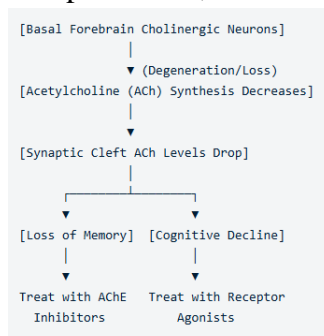 [Basal Forebrain Cholinergic Neurons]
(Degeneration/Loss)
[Acetylcholine (ACh) Synthesis Decreases]
[Synaptic Cleft ACh Levels Drop]
[Loss of Memory] [Cognitive Decline]
Treat with AChE Treat with Receptor
Inhibitors Agonists